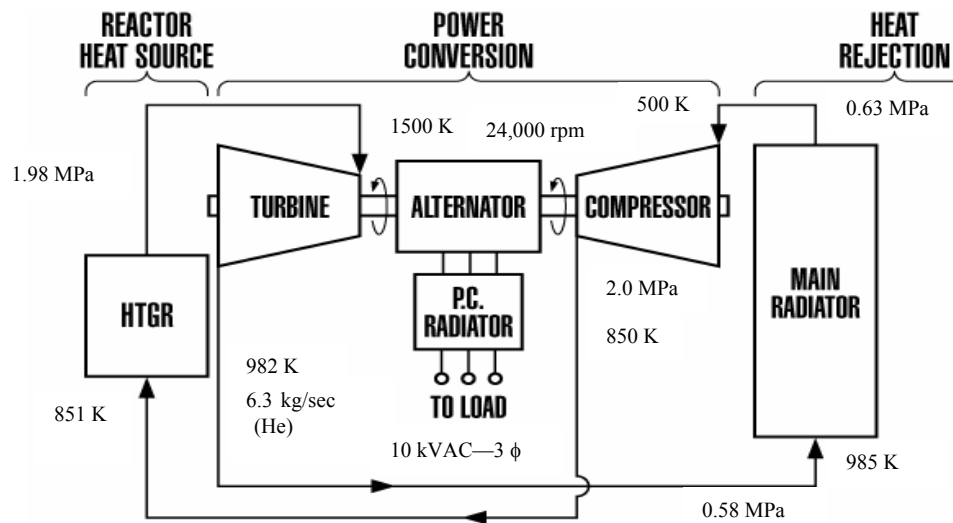 REACTOR
HEAT SOURCE
POWER
CONVERSION
HEAT
REJECTION
1.98 MPa
1500 K
24,000 rpm
500 K
0.63 MPa
TURBINE
ALTERNATOR
COMPRESSOR
HTGR
P.C.
RADIATOR
2.0 MPa
850 K
MAIN
RADIATOR
851 K
982 K
6.3 kg/sec
(He)
TO LOAD
10 kVAC—3 ϕ
985 K
0.58 MPa